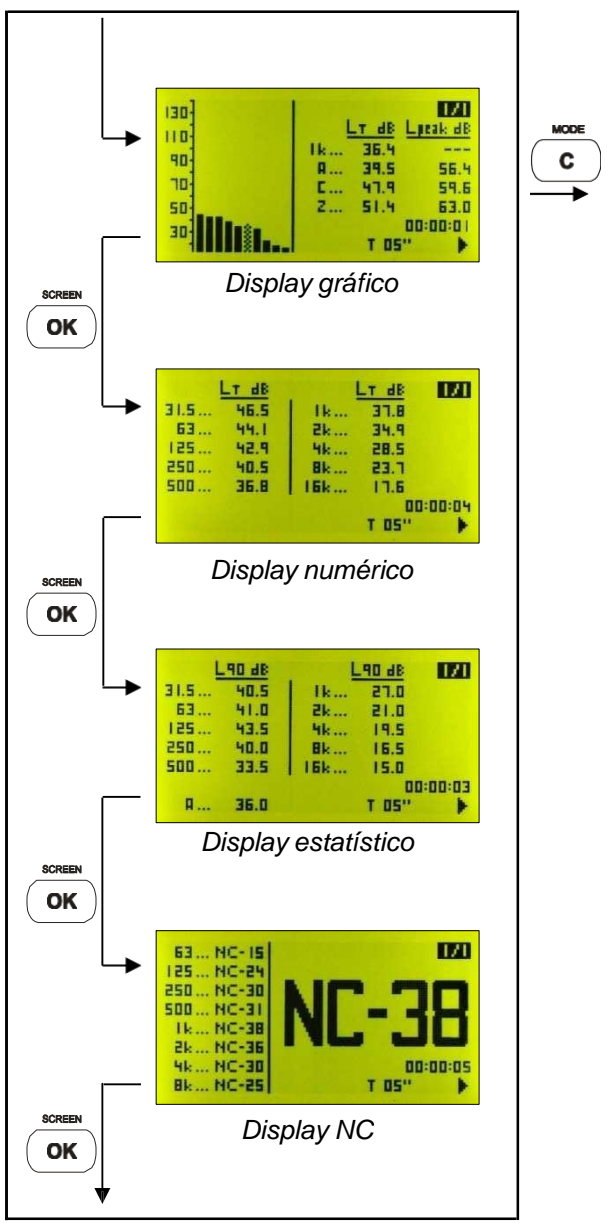 130
1/1
LT dB Lpeak dB
110
1k... 36.4 ---
90
A... 39.5 56.4
70
C... 47.9 59.6
50
Z... 51.4 63.0
30
00:00:01
T 05''
MODE
C
Display gráfico
SCREEN
OK
LT dB LT dB 1/1
31.5... 46.5 1k... 37.8
63... 44.1 2k... 34.9
125... 42.9 4k... 28.5
250... 40.5 8k... 23.7
500... 36.8 16k... 17.6
00:00:04
T 05''
Display numérico
SCREEN
OK
L90 dB L90 dB 1/1
31.5... 40.5 1k... 27.0
63... 41.0 2k... 21.0
125... 43.5 4k... 19.5
250... 40.0 8k... 16.5
500... 33.5 16k... 15.0
00:00:03
A... 36.0 T 05''
Display estatístico
SCREEN
OK
63... NC-15 1/1
125... NC-24
250... NC-30
500... NC-31
1k... NC-38
2k... NC-36
4k... NC-30
8k... NC-25
NC-38
00:00:05
T 05''
Display NC
SCREEN
OK